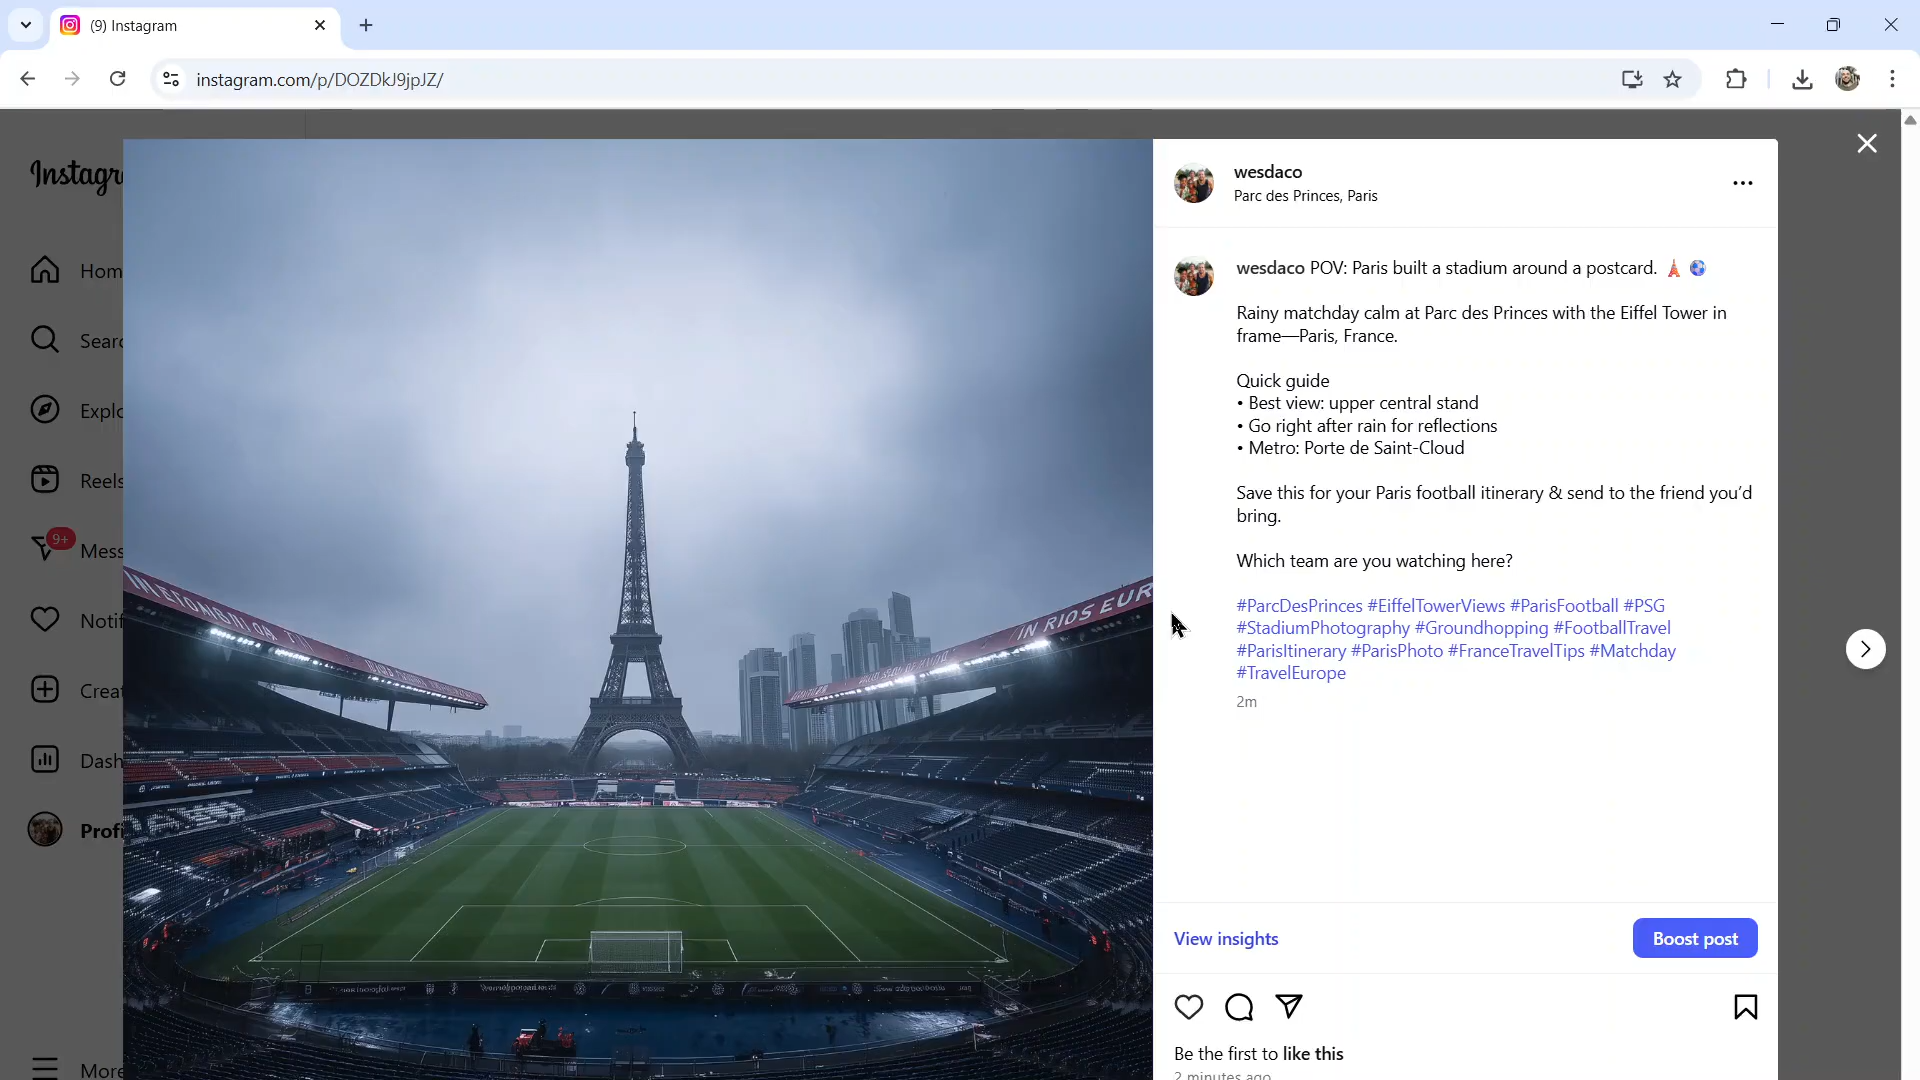 (9) Instagram
instagram.com/p/DOZDkJ9jpJZ/
Instagr
wesdaco
Parc des Princes, Paris
Hom
Sear
Explo
Reels
9+
Mess
Notif
Creat
Dash
Profi
More
wesdaco POV: Paris built a stadium around a postcard. 🗼 ⚽
Rainy matchday calm at Parc des Princes with the Eiffel Tower in
frame—Paris, France.
Quick guide
• Best view: upper central stand
• Go right after rain for reflections
• Metro: Porte de Saint-Cloud
Save this for your Paris football itinerary & send to the friend you’d
bring.
Which team are you watching here?
#ParcDesPrinces #EiffelTowerViews #ParisFootball #PSG
#StadiumPhotography #Groundhopping #FootballTravel
#ParisItinerary #ParisPhoto #FranceTravelTips #Matchday
#TravelEurope
2m
IN RIOS EUR
View insights
Boost post
Be the first to like this
2 minutes ago